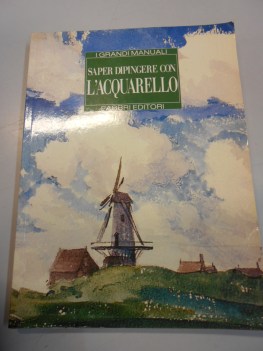 I GRANDI MANUALI
SAPER DIPINGERE CON
L'ACQUARELLO
FABBRI EDITORI